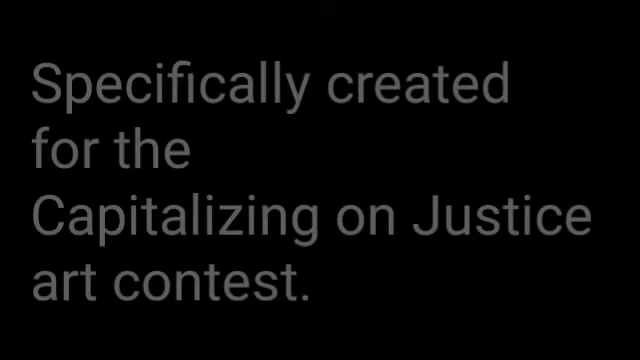 Specifically created
for the
Capitalizing on Justice
art contest.